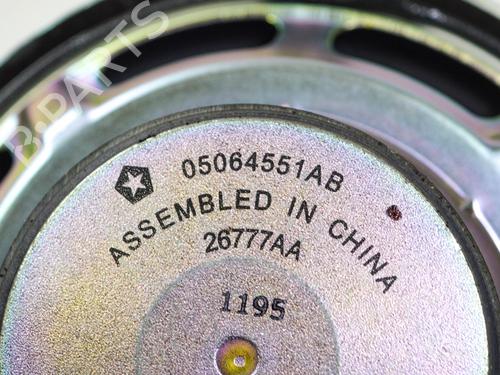 B-PARTS
05064551AB
ASSEMBLED IN CHINA
26777AA
1195